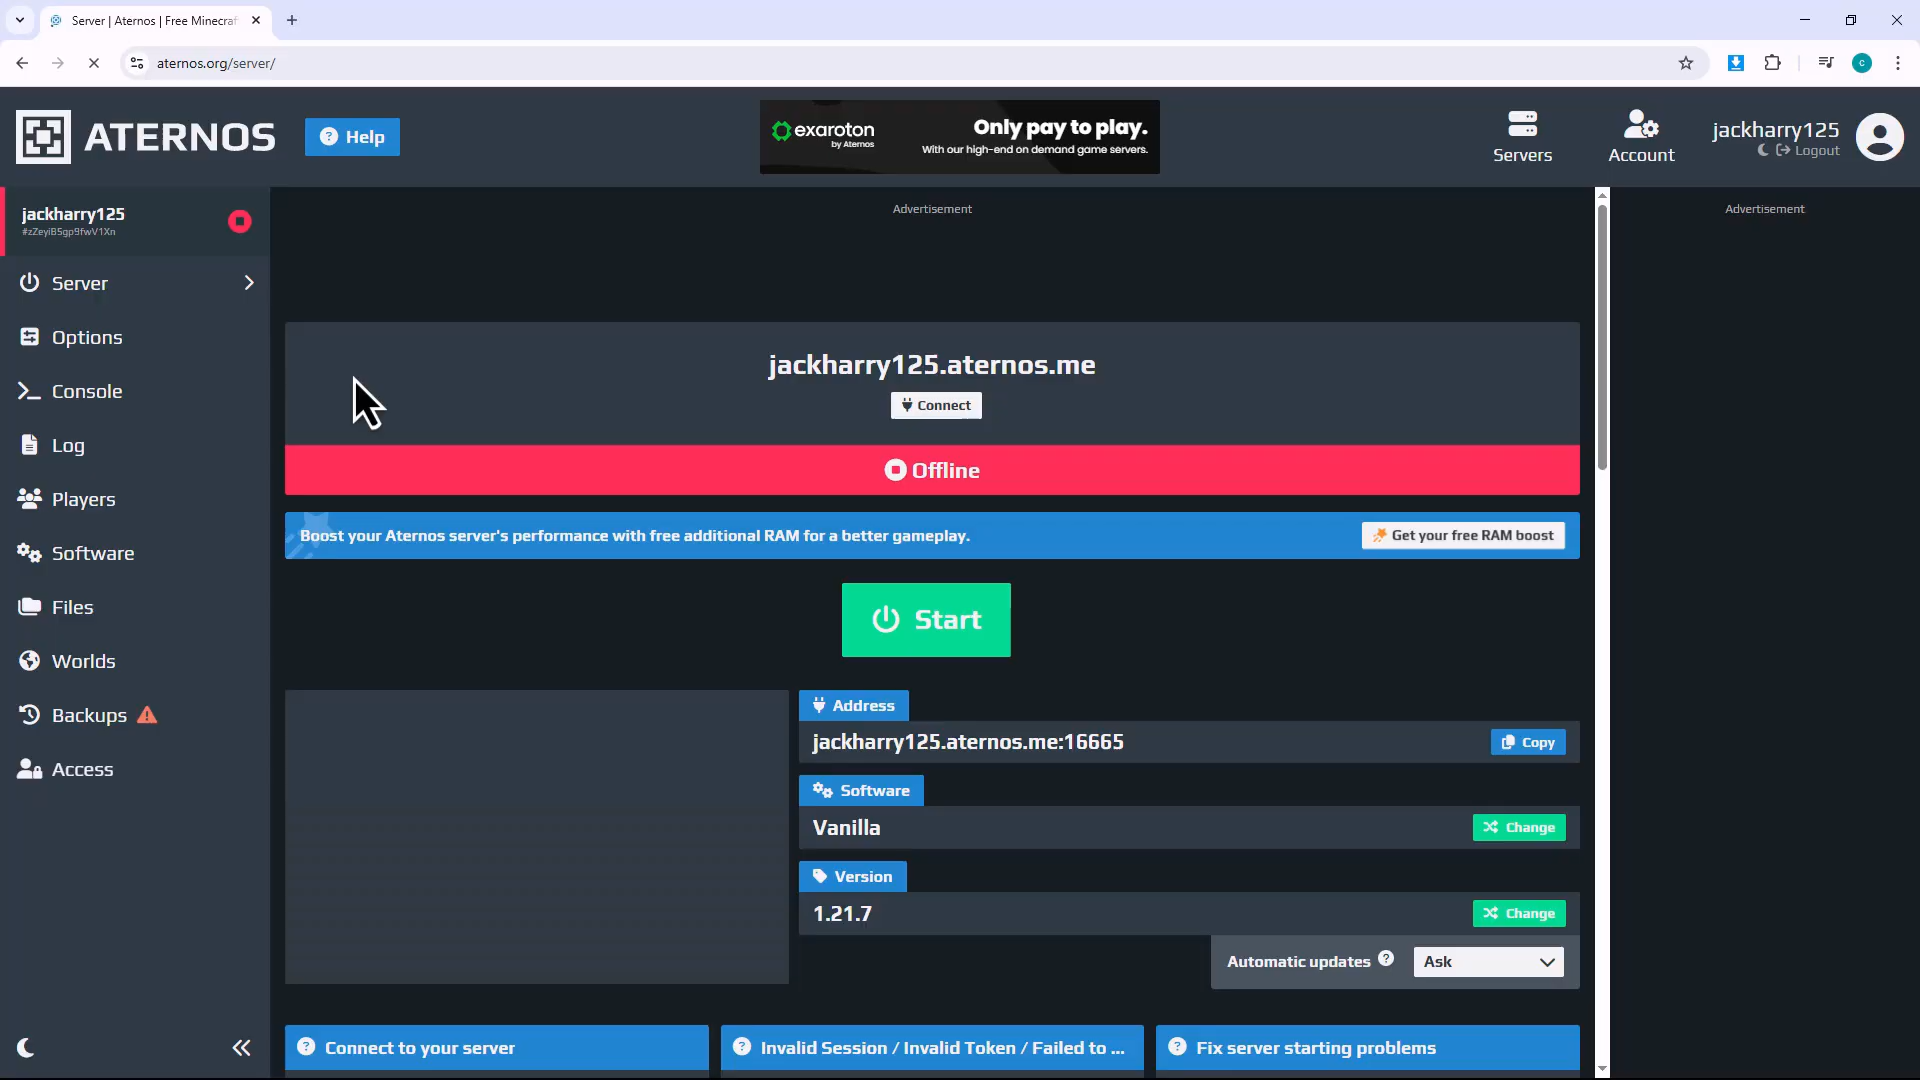 Server | Aternos | Free Minecraf
aternos.org/server/
c
ATERNOS
Help
exaroton
by Aternos
Only pay to play.
With our high-end on demand game servers.
Servers
Account
jackharry125
Logout
jackharry125
#zZeyiB5gp9fwV1Xn
Server
Options
Console
Log
Players
Software
Files
Worlds
Backups
Access
Advertisement
Advertisement
jackharry125.aternos.me
Connect
Offline
Boost your Aternos server's performance with free additional RAM for a better gameplay.
Get your free RAM boost
Start
Address
jackharry125.aternos.me:16665
Copy
Software
Vanilla
Change
Version
1.21.7
Change
Automatic updates
Ask
Connect to your server
Invalid Session / Invalid Token / Failed to ...
Fix server starting problems